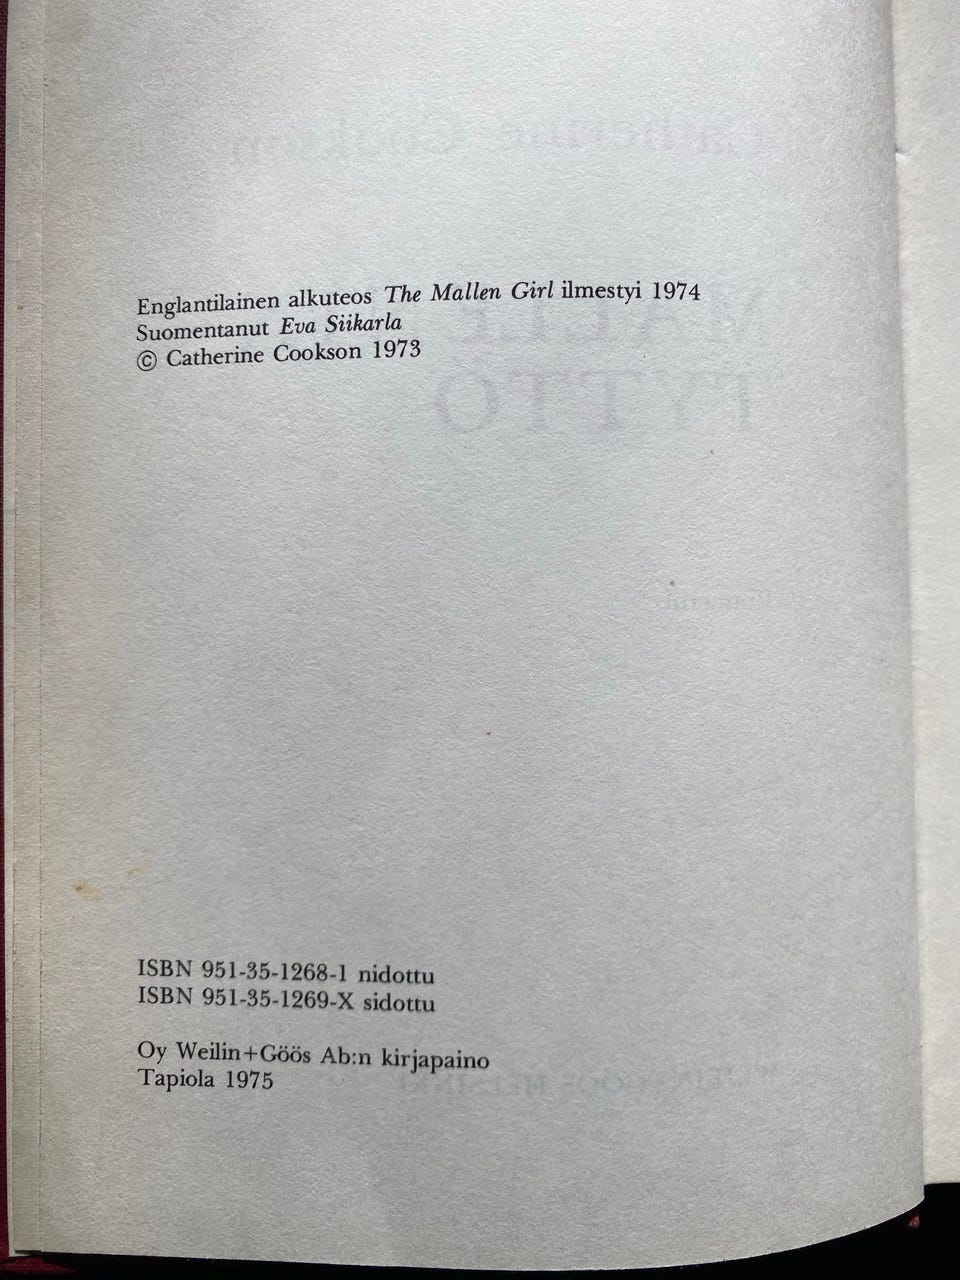 Englantilainen alkuteos The Mallen Girl ilmestyi 1974
Suomentanut Eva Siikarla
© Catherine Cookson 1973
ISBN 951-35-1268-1 nidottu
ISBN 951-35-1269-X sidottu
Oy Weilin+Göös Ab:n kirjapaino
Tapiola 1975